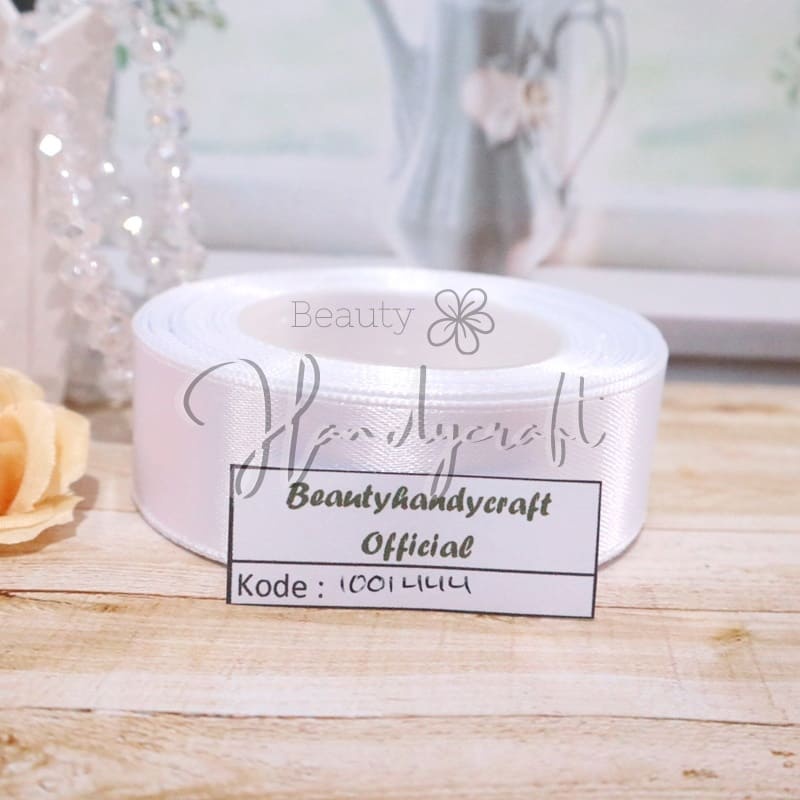 Beauty
Handycraft
Beautyhandycraft
Official
Kode : 1001444